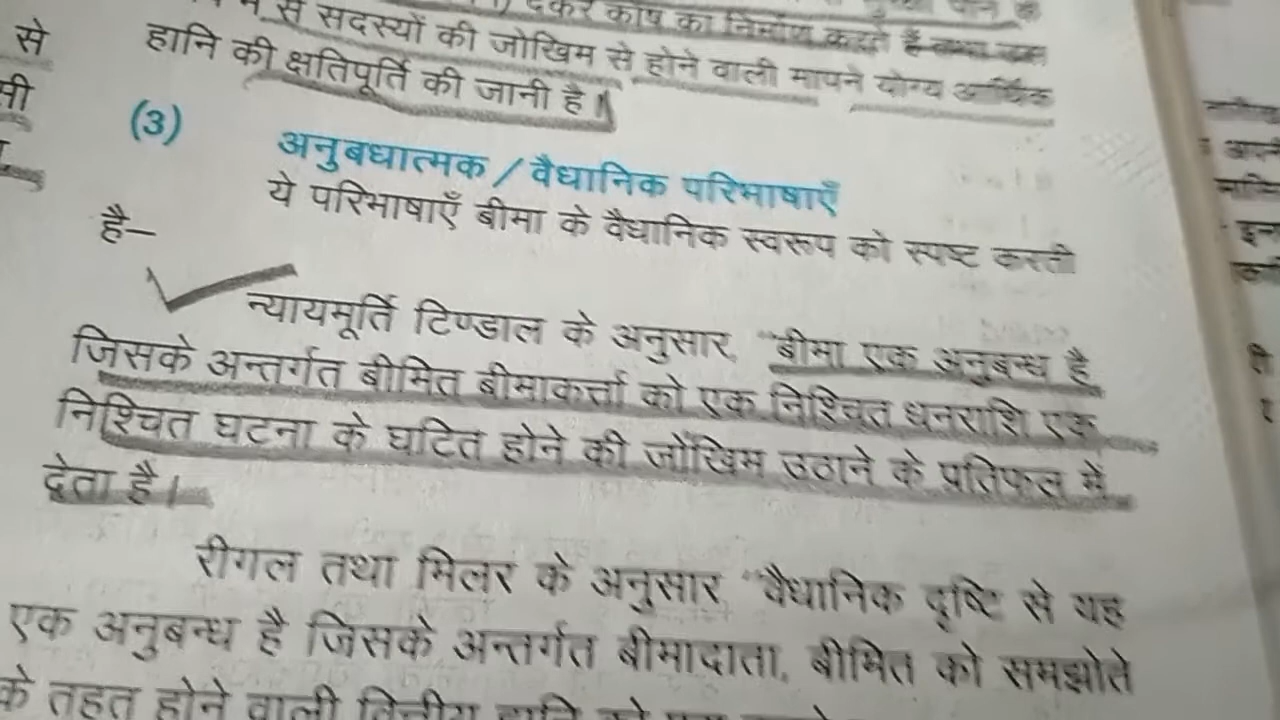 से सदस्यों की जोखिम से होने वाली मापने योग्य आर्थिक
हानि की क्षतिपूर्ति की जानी है।
(3) अनुबधात्मक / वैधानिक परिभाषाएँ
ये परिभाषाएँ बीमा के वैधानिक स्वरूप को स्पष्ट करती
है–
न्यायमूर्ति टिण्डाल के अनुसार, "बीमा एक अनुबन्ध है
जिसके अन्तर्गत बीमित बीमाकर्त्ता को एक निश्चित धनराशि एक
निश्चित घटना के घटित होने की जोंखिम उठाने के प्रतिफल में
देता है।
रीगल तथा मिलर के अनुसार "वैधानिक दृष्टि से यह
एक अनुबन्ध है जिसके अन्तर्गत बीमादाता, बीमित को समझोते
के तहत होने वाली वित्तीय हानि को